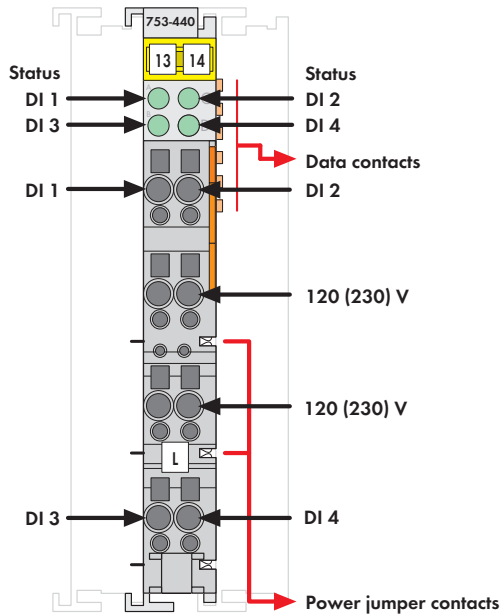 753-440
13 14
Status Status
DI 1 DI 2
DI 3 DI 4
Data contacts
DI 1 DI 2
120 (230) V
120 (230) V
L
DI 3 DI 4
Power jumper contacts